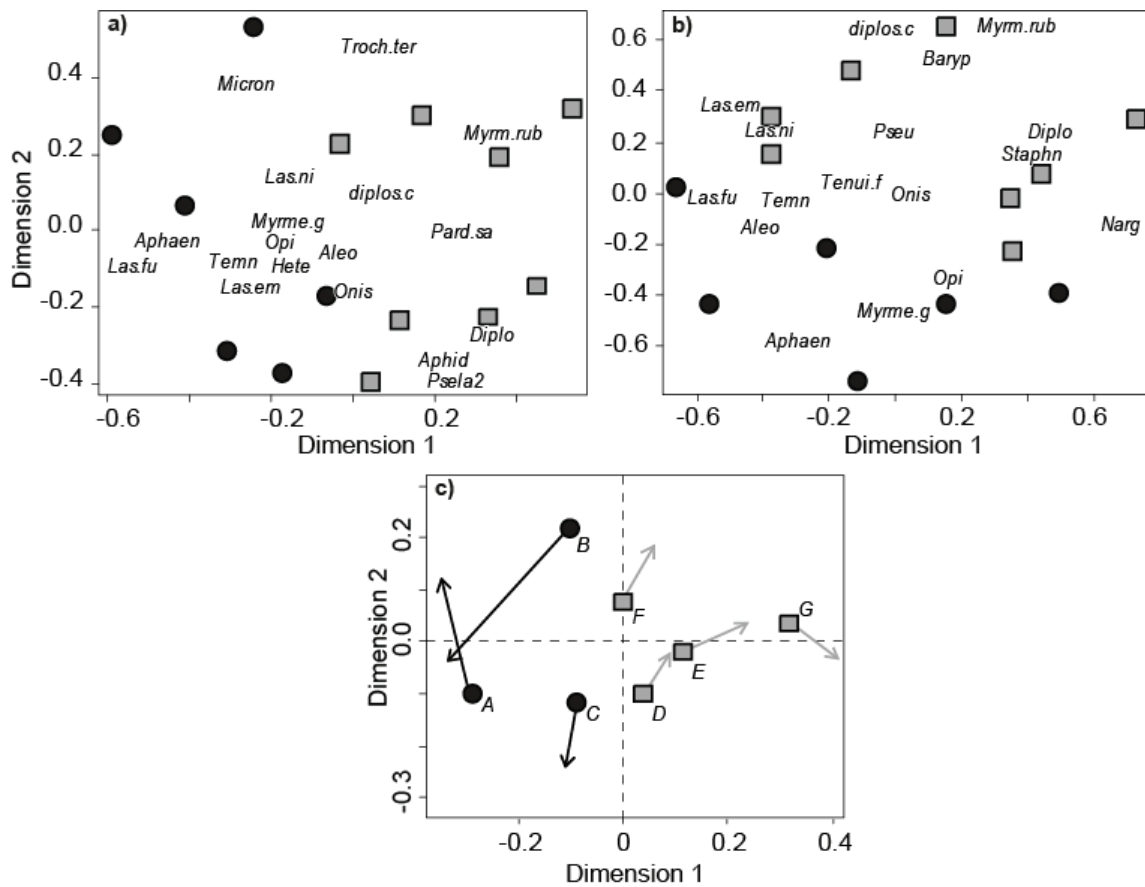 a)
Troch.ter
Micron
Myrm.rub
Las.ni
diplos.c
Myrme.g
Pard.sa
Aphaen
Opi
Aleo
Las.fu
Temn
Hete
Las.em
Onis
Diplo
Aphid
Psela2
0.4
0.2
0.0
-0.2
-0.4
Dimension 2
-0.6
-0.2
0.2
Dimension 1
b)
diplos.c
Myrm.rub
Baryp
Las.em
Las.ni
Pseu
Diplo
Staphn
Tenui.f
Las.fu
Temn
Onis
Aleo
Narg
Opi
Myrme.g
Aphaen
0.6
0.4
0.2
0.0
-0.2
-0.4
-0.6
-0.6
-0.2
0.2
0.6
Dimension 1
c)
B
F
G
E
A
C
D
0.2
0.0
-0.3
Dimension 2
-0.2
0
0.2
0.4
Dimension 1